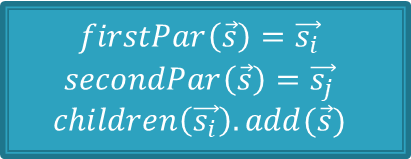 firstPar(s⃗) = s⃗ᵢ
secondPar(s⃗) = s⃗ⱼ
children(s⃗ᵢ).add(s⃗)